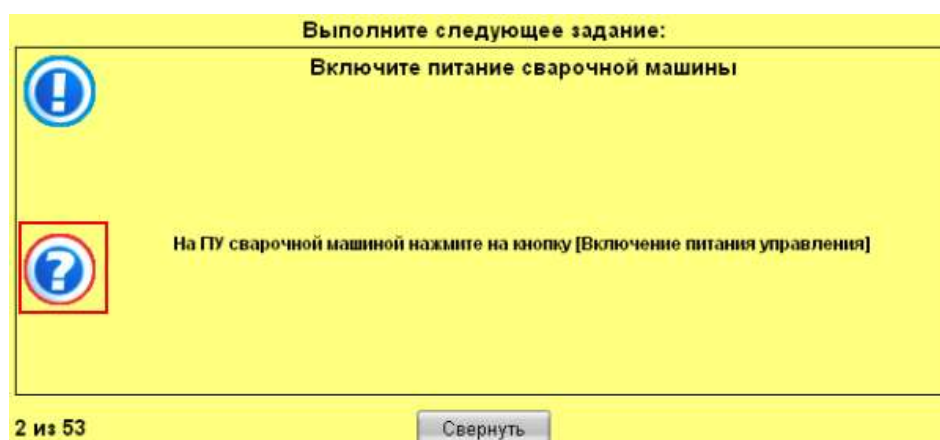 Выполните следующее задание:
Включите питание сварочной машины
На ПУ сварочной машиной нажмите на кнопку [Включение питания управления]
2 из 53
Свернуть